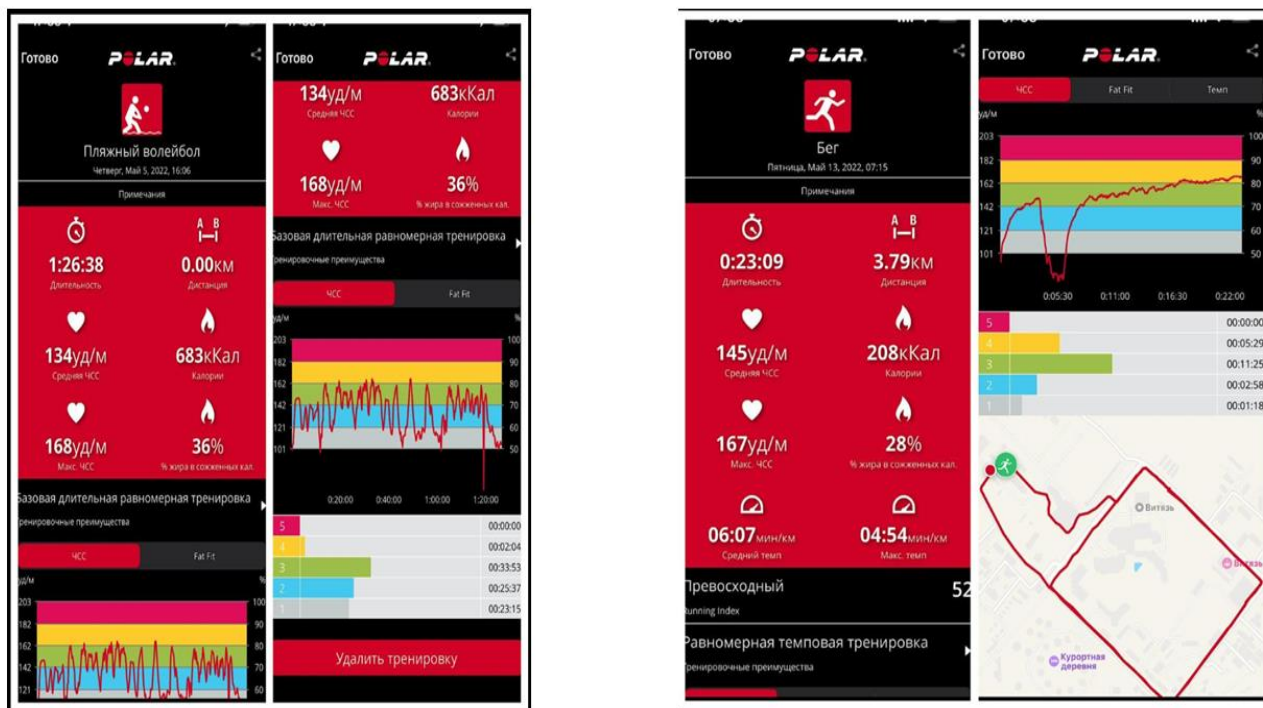 Готово
POLAR
Пляжный волейбол
Четверг, Май 5, 2022, 16:06
Примечания
A B
1:26:38 0.00км
Длительность Дистанция
134уд/м 683кКал
Средняя ЧСС Калории
168уд/м 36%
Макс. ЧСС % жира в сожженных кал.
Базовая длительная равномерная тренировка
Тренировочные преимущества
ЧСС Fat Fit
уд/м %
203 100
182 90
162 80
142 70
121 60
Готово
POLAR
134уд/м 683кКал
Средняя ЧСС Калории
168уд/м 36%
Макс. ЧСС % жира в сожженных кал.
Базовая длительная равномерная тренировка
Тренировочные преимущества
ЧСС Fat Fit
уд/м %
203 100
182 90
162 80
142 70
121 60
101 50
0:20:00 0:40:00 1:00:00 1:20:00
5 00:00:00
4 00:02:04
3 00:33:53
2 00:25:37
1 00:23:15
Удалить тренировку
Готово
POLAR
Бег
Пятница, Май 13, 2022, 07:15
Примечания
A B
0:23:09 3.79км
Длительность Дистанция
145уд/м 208кКал
Средняя ЧСС Калории
167уд/м 28%
Макс. ЧСС % жира в сожженных кал.
06:07мин/км 04:54мин/км
Средний темп Макс. темп
Превосходный 52
Running Index
Равномерная темповая тренировка
Тренировочные преимущества
Готово
POLAR
ЧСС Fat Fit Темп
уд/м %
203 100
182 90
162 80
142 70
121 60
101 50
0:05:30 0:11:00 0:16:30 0:22:00
5 00:00:00
4 00:05:29
3 00:11:25
2 00:02:58
1 00:01:18
Витязь
Витязь
Курортная
деревня